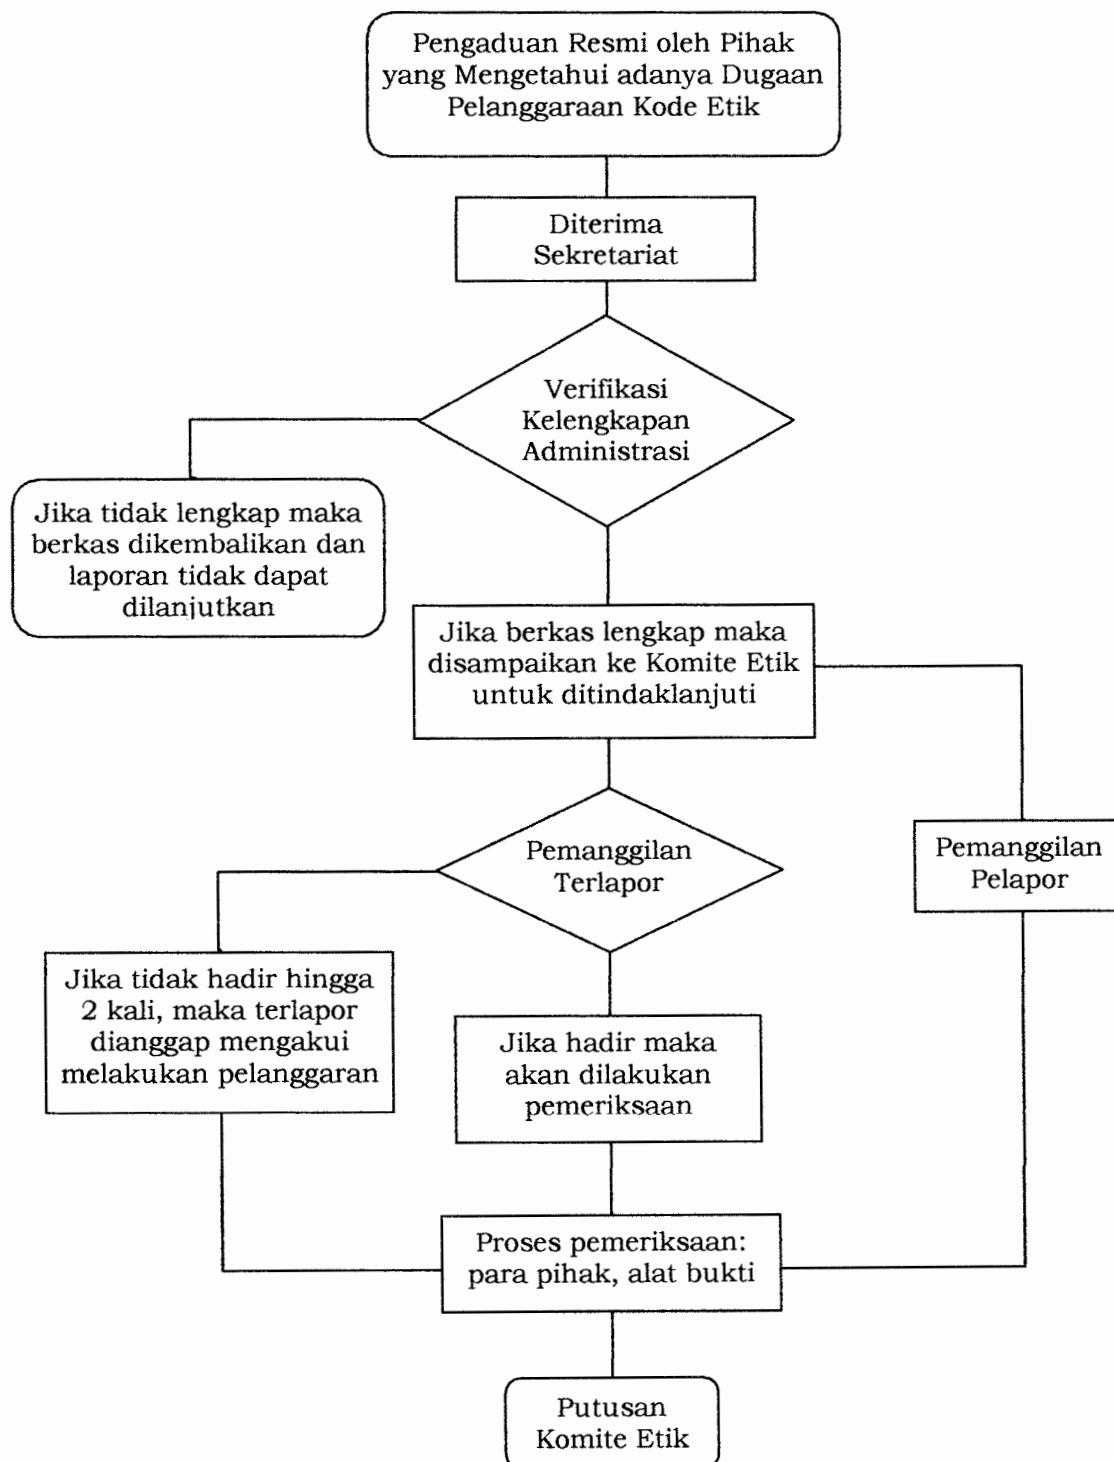 Pengaduan Resmi oleh Pihak
yang Mengetahui adanya Dugaan
Pelanggaraan Kode Etik
Diterima
Sekretariat
Verifikasi
Kelengkapan
Administrasi
Jika tidak lengkap maka
berkas dikembalikan dan
laporan tidak dapat
dilanjutkan
Jika berkas lengkap maka
disampaikan ke Komite Etik
untuk ditindaklanjuti
Pemanggilan
Terlapor
Pemanggilan
Pelapor
Jika tidak hadir hingga
2 kali, maka terlapor
dianggap mengakui
melakukan pelanggaran
Jika hadir maka
akan dilakukan
pemeriksaan
Proses pemeriksaan:
para pihak, alat bukti
Putusan
Komite Etik